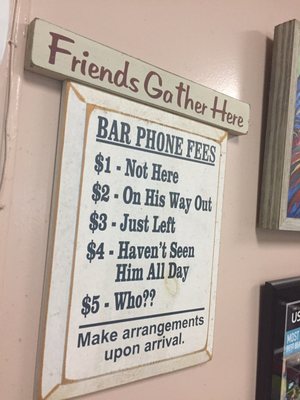 Friends Gather Here
BAR PHONE FEES
$1 - Not Here
$2 - On His Way Out
$3 - Just Left
$4 - Haven't Seen
Him All Day
$5 - Who??
Make arrangements
upon arrival.